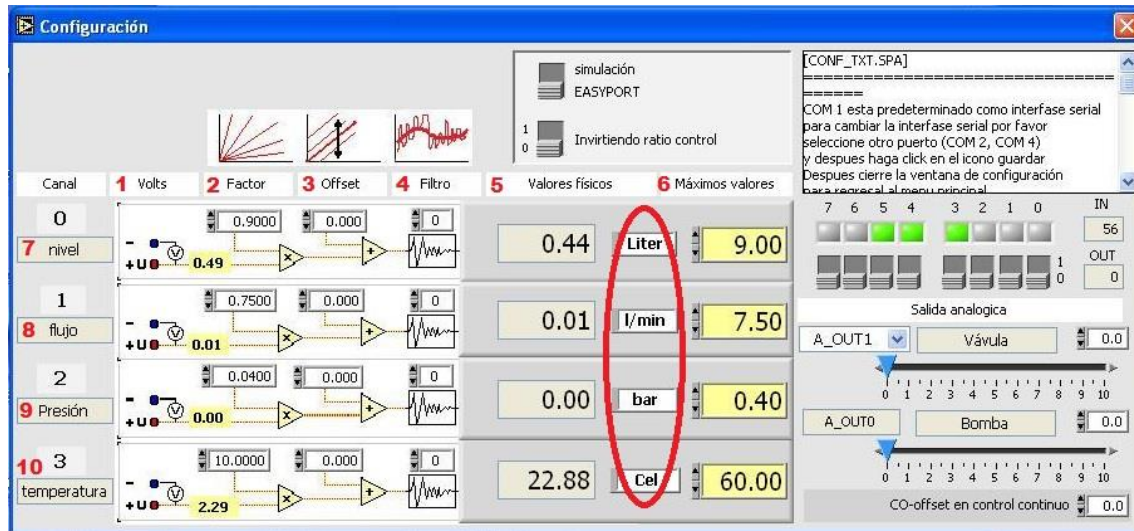 Configuración
simulación
EASYPORT
1
0
Invirtiendo ratio control
[CONF_TXT.SPA]
==================================
======
COM 1 esta predeterminado como interfase serial
para cambiar la interfase serial por favor
seleccione otro puerto (COM 2, COM 4)
y despues haga click en el icono guardar
Despues cierre la ventana de configuración
para regresal al menu principal
Canal 1 Volts 2 Factor 3 Offset 4 Filtro 5 Valores físicos 6 Máximos valores
0
7 nivel
- +U V 0.49 0.9000 x 0.000 + 0
0.44 Liter 9.00
1
8 flujo
- +U V 0.01 0.7500 x 0.000 + 0
0.01 l/min 7.50
2
9 Presión
- +U V 0.00 0.0400 x 0.000 + 0
0.00 bar 0.40
10 3
temperatura
- +U V 2.29 10.0000 x 0.000 + 0
22.88 Cel 60.00
7 6 5 4 3 2 1 0 IN
56
OUT
1
0 0
Salida analogica
A_OUT1 Vávula 0.0
0 1 2 3 4 5 6 7 8 9 10
A_OUT0 Bomba 0.0
0 1 2 3 4 5 6 7 8 9 10
CO-offset en control continuo 0.0